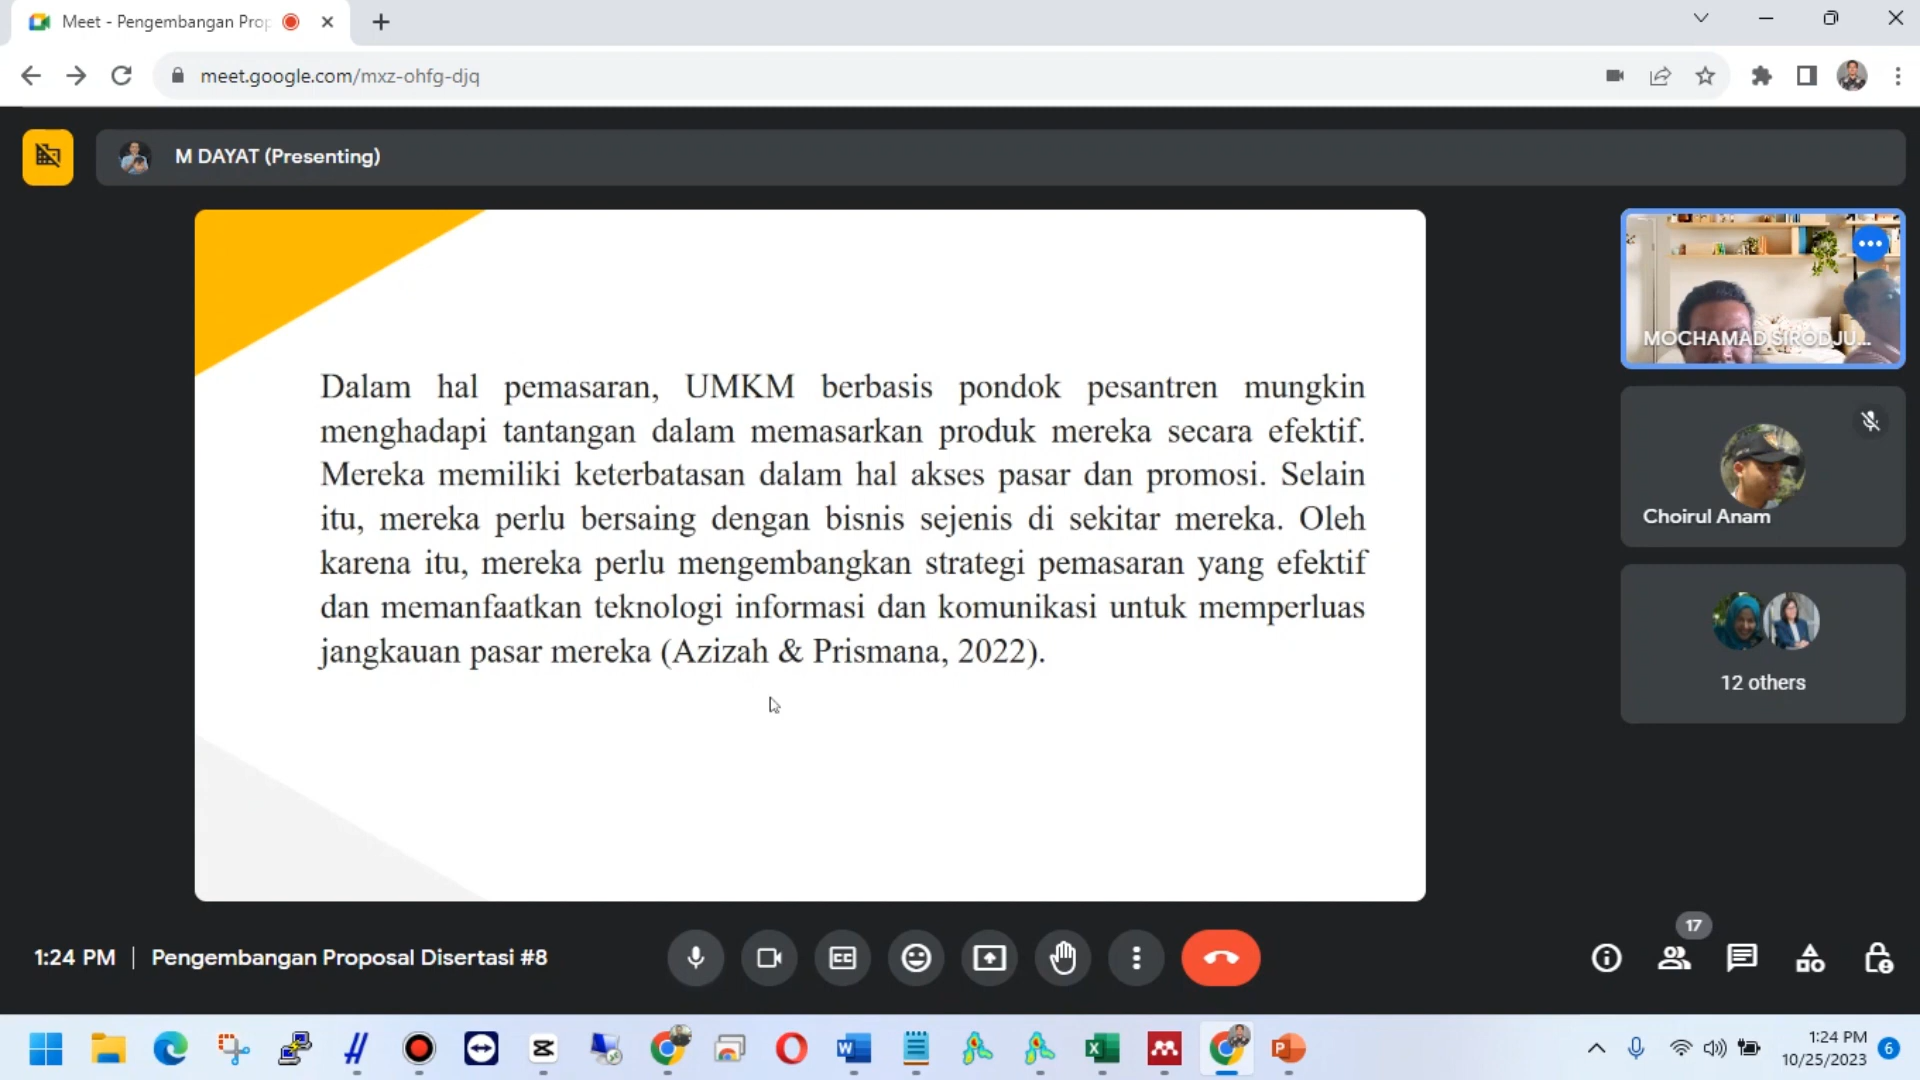 Meet - Pengembangan Prop
meet.google.com/mxz-ohfg-djq
M DAYAT (Presenting)
Dalam hal pemasaran, UMKM berbasis pondok pesantren mungkin
menghadapi tantangan dalam memasarkan produk mereka secara efektif.
Mereka memiliki keterbatasan dalam hal akses pasar dan promosi. Selain
itu, mereka perlu bersaing dengan bisnis sejenis di sekitar mereka. Oleh
karena itu, mereka perlu mengembangkan strategi pemasaran yang efektif
dan memanfaatkan teknologi informasi dan komunikasi untuk memperluas
jangkauan pasar mereka (Azizah & Prismana, 2022).
MOCHAMAD SIRODJU...
Choirul Anam
12 others
17
1:24 PM | Pengembangan Proposal Disertasi #8
CC
1:24 PM
10/25/2023
6